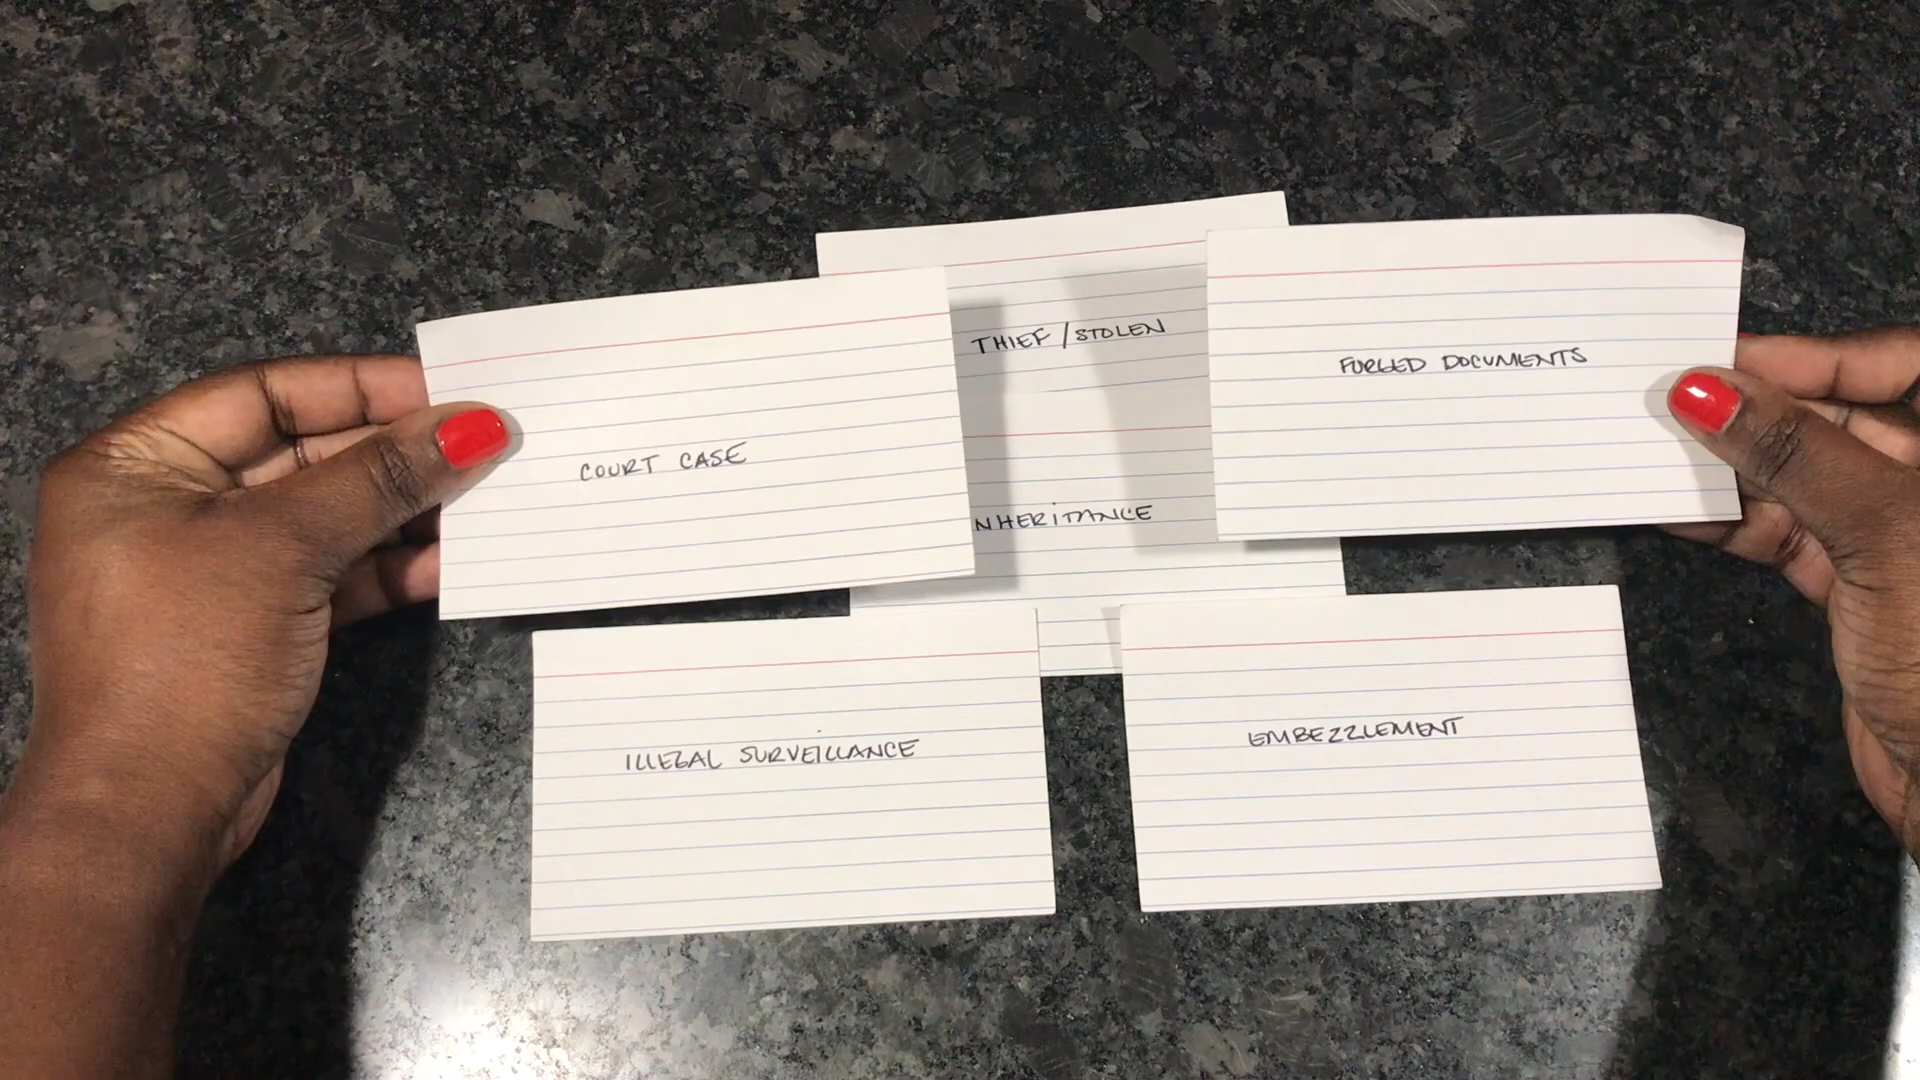 THIEF / STOLEN
FORGED DOCUMENTS
COURT CASE
NHERiTANCE
ILLEGAL SURVEiLLANCE
EMBEZZLEMENT